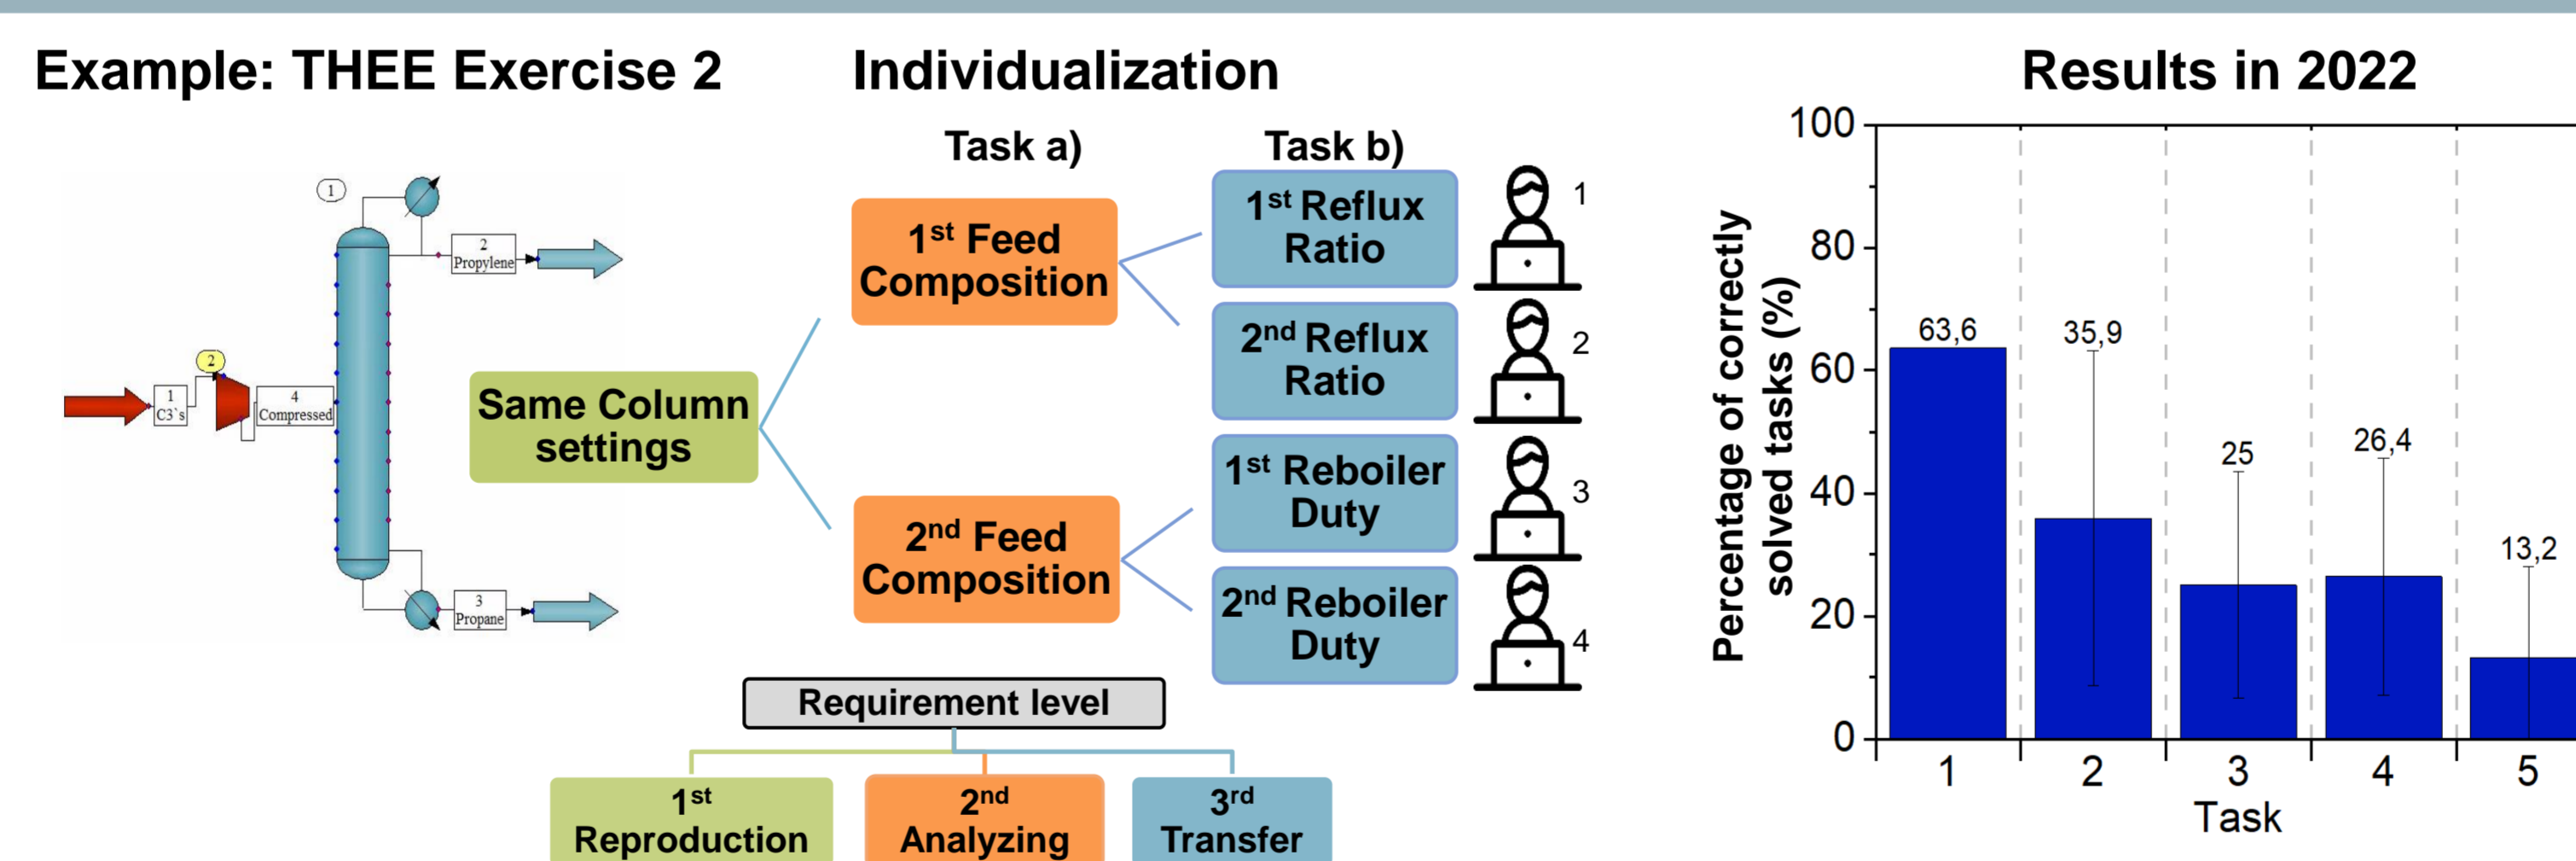 Example: THEE Exercise 2
1
2
Propylene
2
1
C3`s
4
Compressed
3
Propane
Individualization
Task a)
Task b)
Same Column
settings
1st Feed
Composition
2nd Feed
Composition
1st Reflux
Ratio
2nd Reflux
Ratio
1st Reboiler
Duty
2nd Reboiler
Duty
1
2
3
4
Requirement level
1st
Reproduction
2nd
Analyzing
3rd
Transfer
Results in 2022
Percentage of correctly
solved tasks (%)
100
80
60
40
20
0
63,6
35,9
25
26,4
13,2
1
2
3
4
5
Task